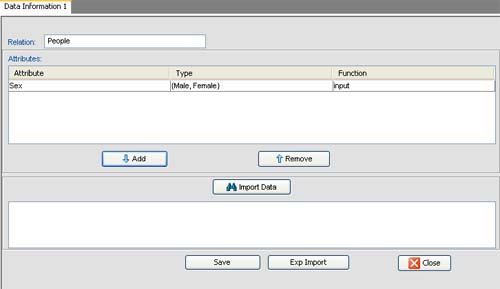 Data Information 1
Relation: People
Attributes:
Attribute Type Function
Sex {Male, Female} input
Add Remove
Import Data
Save Exp Import Close